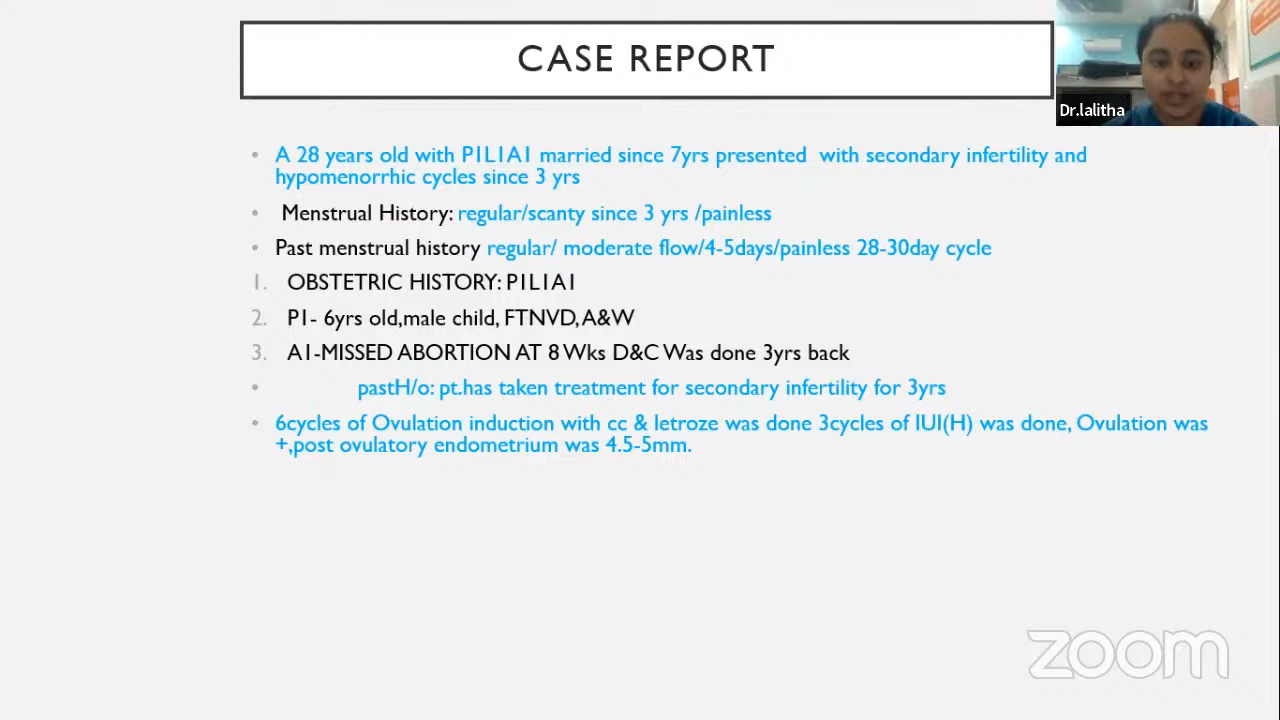 CASE REPORT
Dr.lalitha
• A 28 years old with P1L1A1 married since 7yrs presented with secondary infertility and
hypomenorrhic cycles since 3 yrs
• Menstrual History: regular/scanty since 3 yrs /painless
• Past menstrual history regular/ moderate flow/4-5days/painless 28-30day cycle
1. OBSTETRIC HISTORY: P1L1A1
2. P1- 6yrs old,male child, FTNVD, A&W
3. A1-MISSED ABORTION AT 8 Wks D&C Was done 3yrs back
• pastH/o: pt.has taken treatment for secondary infertility for 3yrs
• 6cycles of Ovulation induction with cc & letroze was done 3cycles of IUI(H) was done, Ovulation was
+,post ovulatory endometrium was 4.5-5mm.
zoom